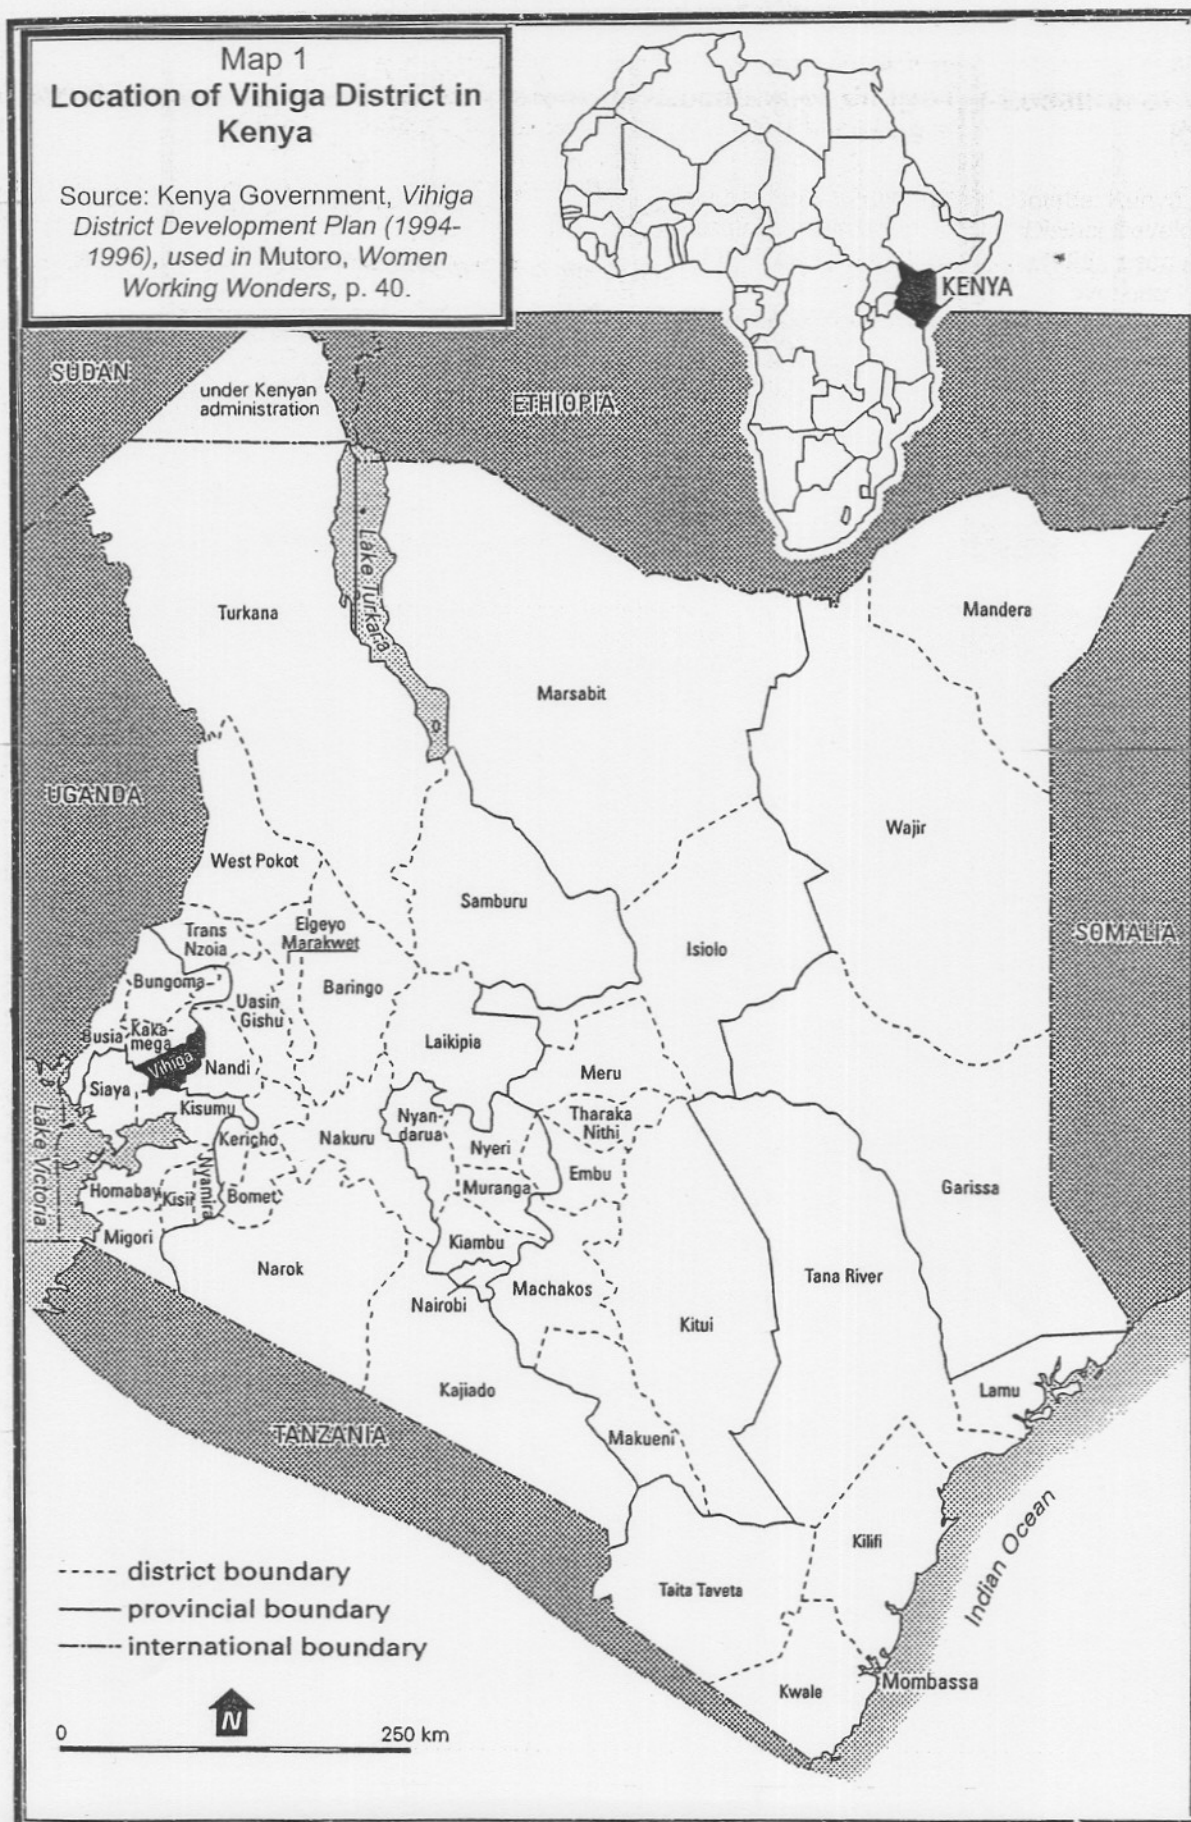 Map 1
Location of Vihiga District in
Kenya
Source: Kenya Government, Vihiga
District Development Plan (1994-
1996), used in Mutoro, Women
Working Wonders, p. 40.
KENYA
SUDAN
under Kenyan
administration
ETHIOPIA
Lake Turkana
Turkana
Mandera
Marsabit
UGANDA
Wajir
West Pokot
Samburu
Elgeyo
Marakwet
Trans
Nzoia
Isiolo
SOMALIA
Bungoma
Baringo
Uasin
Gishu
Busia
Kaka-
mega
Laikipia
Vihiga
Nandi
Meru
Siaya
Kisumu
Tharaka
Nithi
Nyan-
darua
Kericho
Nakuru
Nyeri
Lake Victoria
Embu
Garissa
Homabay
Kisii
Nyamira
Bomet
Muranga
Migori
Kiambu
Narok
Tana River
Machakos
Nairobi
Kitui
Kajiado
Lamu
TANZANIA
Makueni
Indian Ocean
Kilifi
Taita Taveta
Mombassa
Kwale
district boundary
provincial boundary
international boundary
N
0
250 km